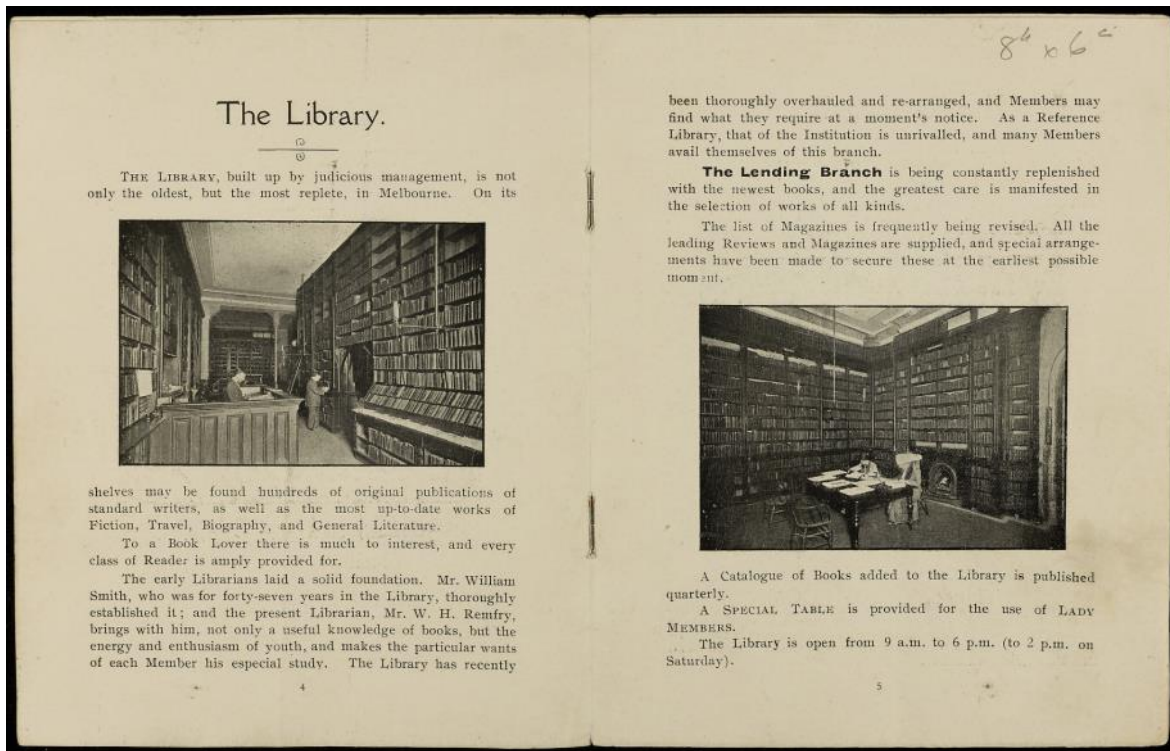 The Library.
THE LIBRARY, built up by judicious management, is not
only the oldest, but the most replete, in Melbourne. On its
shelves may be found hundreds of original publications of
standard writers, as well as the most up-to-date works of
Fiction, Travel, Biography, and General Literature.
To a Book Lover there is much to interest, and every
class of Reader is amply provided for.
The early Librarians laid a solid foundation. Mr. William
Smith, who was for forty-seven years in the Library, thoroughly
established it; and the present Librarian, Mr. W. H. Remfry,
brings with him, not only a useful knowledge of books, but the
energy and enthusiasm of youth, and makes the particular wants
of each Member his especial study. The Library has recently
4
8 x 6
been thoroughly overhauled and re-arranged, and Members may
find what they require at a moment's notice. As a Reference
Library, that of the Institution is unrivalled, and many Members
avail themselves of this branch.
The Lending Branch is being constantly replenished
with the newest books, and the greatest care is manifested in
the selection of works of all kinds.
The list of Magazines is frequently being revised. All the
leading Reviews and Magazines are supplied, and special arrange-
ments have been made to secure these at the earliest possible
moment.
A Catalogue of Books added to the Library is published
quarterly.
A SPECIAL TABLE is provided for the use of LADY
MEMBERS.
The Library is open from 9 a.m. to 6 p.m. (to 2 p.m. on
Saturday).
5